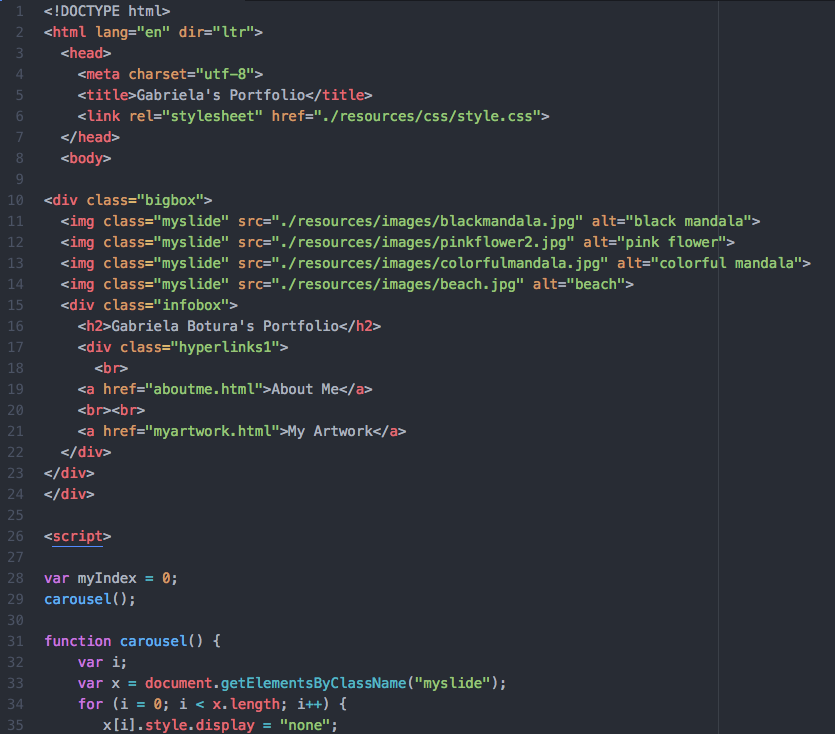 1 <!DOCTYPE html>
2 <html lang="en" dir="ltr">
3 <head>
4 <meta charset="utf-8">
5 <title>Gabriela's Portfolio</title>
6 <link rel="stylesheet" href="./resources/css/style.css">
7 </head>
8 <body>
9
10 <div class="bigbox">
11 <img class="myslide" src="./resources/images/blackmandala.jpg" alt="black mandala">
12 <img class="myslide" src="./resources/images/pinkflower2.jpg" alt="pink flower">
13 <img class="myslide" src="./resources/images/colorfulmandala.jpg" alt="colorful mandala">
14 <img class="myslide" src="./resources/images/beach.jpg" alt="beach">
15 <div class="infobox">
16 <h2>Gabriela Botura's Portfolio</h2>
17 <div class="hyperlinks1">
18 <br>
19 <a href="aboutme.html">About Me</a>
20 <br><br>
21 <a href="myartwork.html">My Artwork</a>
22 </div>
23 </div>
24 </div>
25
26 <script>
27
28 var myIndex = 0;
29 carousel();
30
31 function carousel() {
32 var i;
33 var x = document.getElementsByClassName("myslide");
34 for (i = 0; i < x.length; i++) {
35 x[i].style.display = "none";